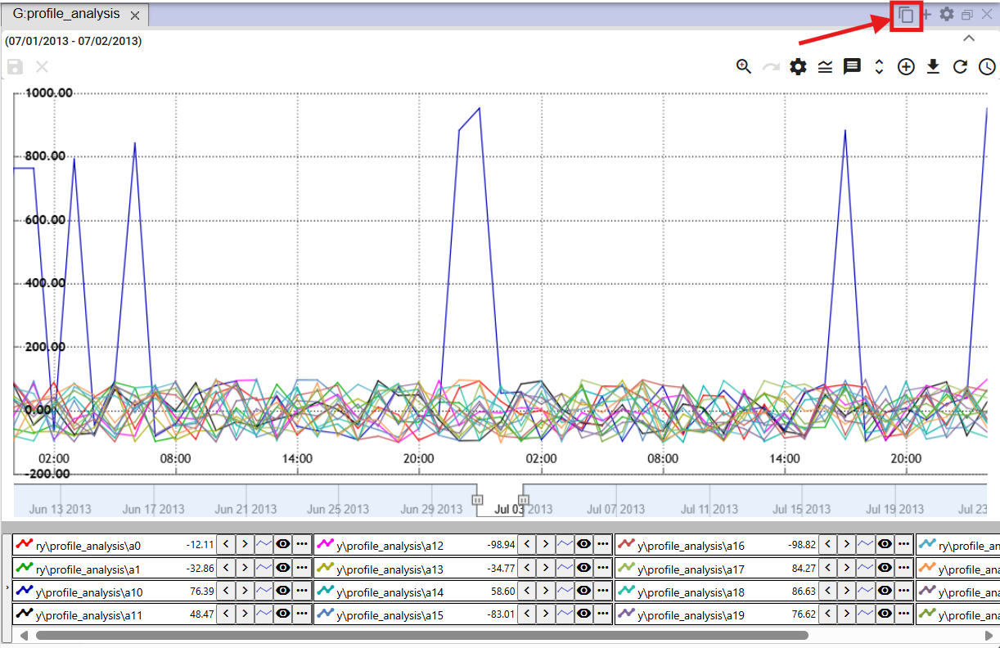 G:profile_analysis
(07/01/2013 - 07/02/2013)
1000.00
800.00
600.00
400.00
200.00
0.00
02:00 08:00 14:00 20:00 02:00 08:00 14:00 20:00
-200.00
Jun 13 2013 Jun 17 2013 Jun 21 2013 Jun 25 2013 Jun 29 2013 Jul 03 2013 Jul 07 2013 Jul 11 2013 Jul 15 2013 Jul 19 2013 Jul 23
ry\profile_analysis\a0 -12.11 y\profile_analysis\a12 -98.94 y\profile_analysis\a16 -98.82 ry\profile_an
ry\profile_analysis\a1 -32.86 y\profile_analysis\a13 -34.77 y\profile_analysis\a17 84.27 y\profile_ana
y\profile_analysis\a10 76.39 y\profile_analysis\a14 58.60 y\profile_analysis\a18 86.63 y\profile_ana
y\profile_analysis\a11 48.47 y\profile_analysis\a15 -83.01 y\profile_analysis\a19 76.62 y\profile_ana